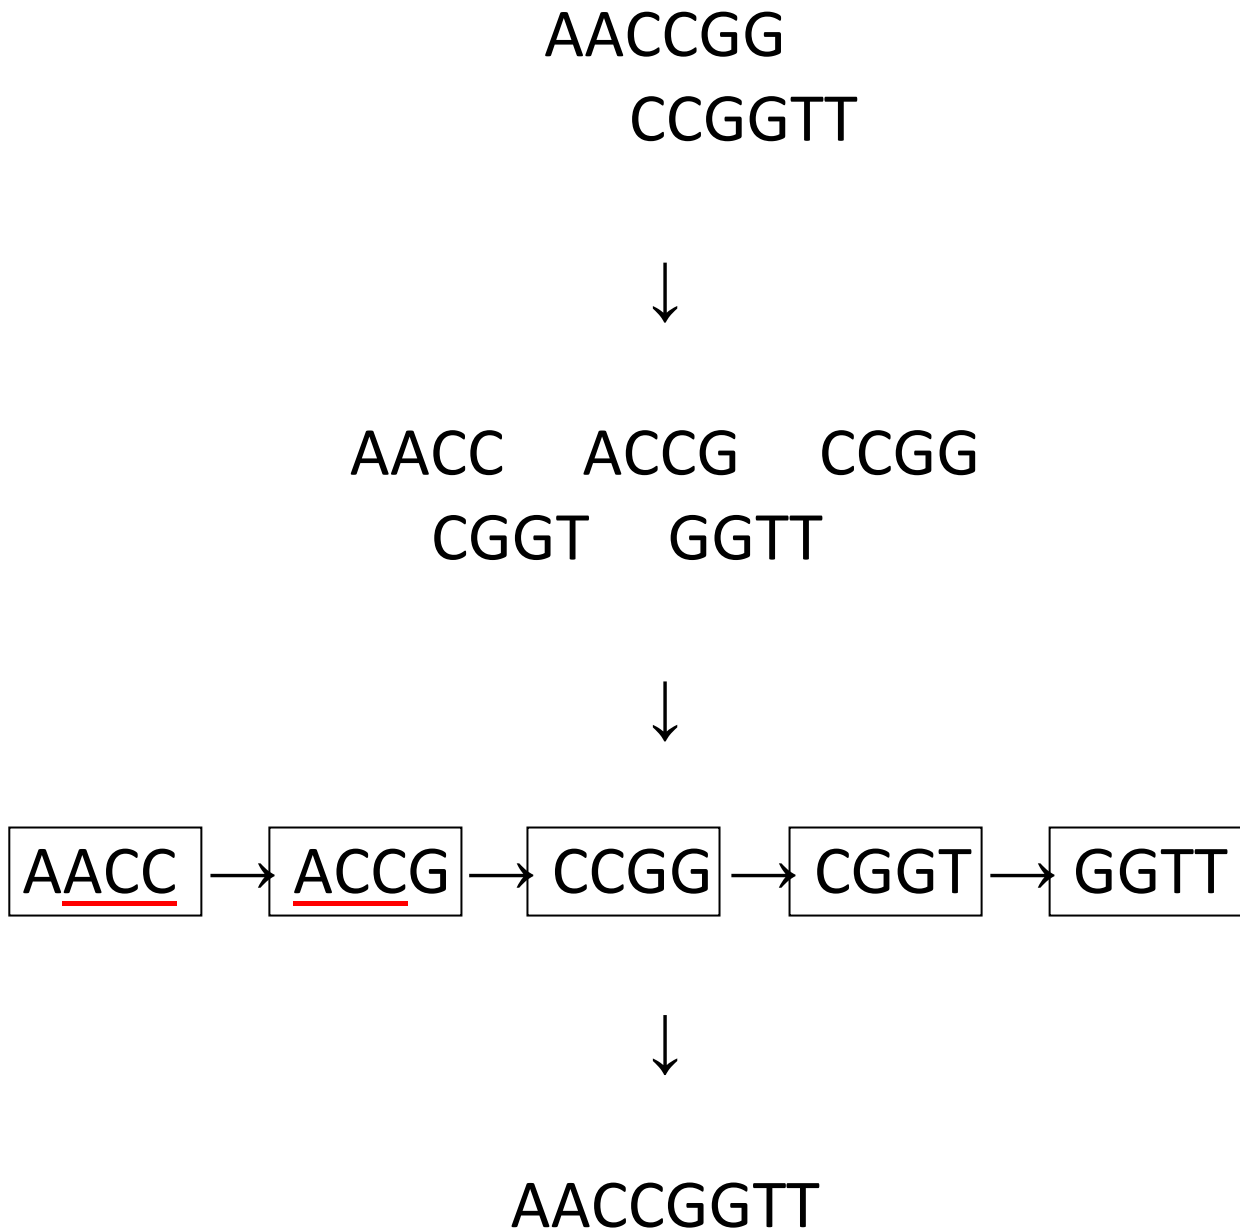 AACCGG
CCGGTT
↓
AACC ACCG CCGG
CGGT GGTT
↓
AACC → ACCG → CCGG → CGGT → GGTT
↓
AACCGGTT